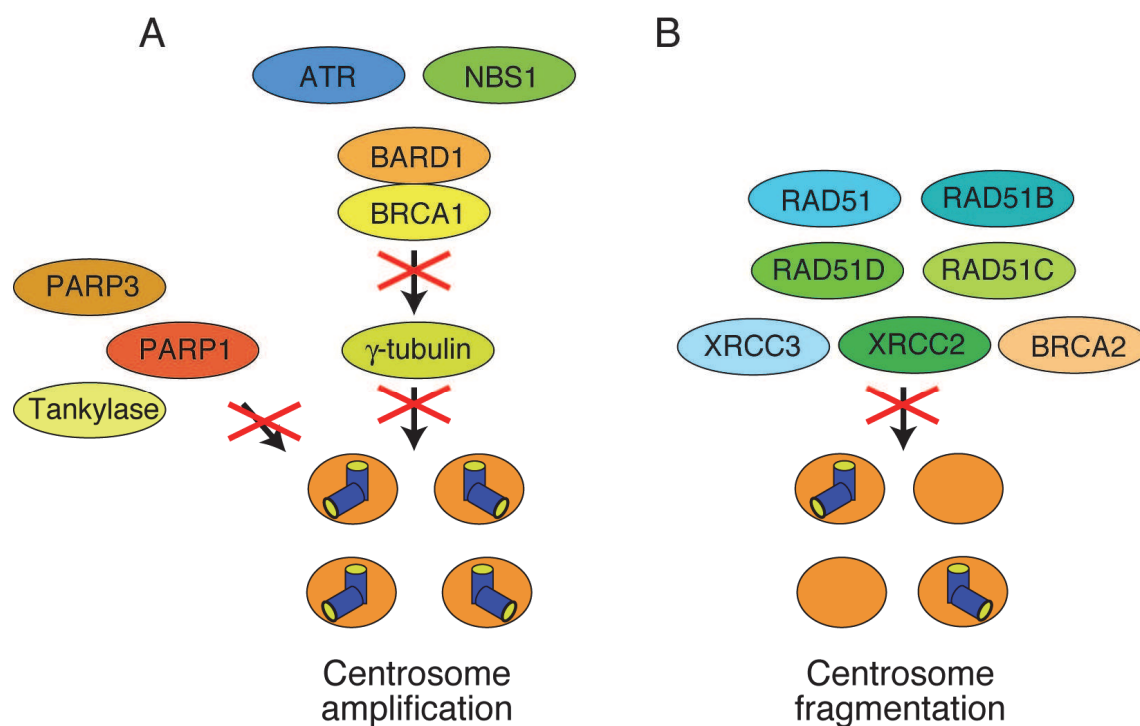 A
ATR
NBS1
BARD1
BRCA1
PARP3
PARP1
γ-tubulin
Tankylase
Centrosome
amplification
B
RAD51
RAD51B
RAD51D
RAD51C
XRCC3
XRCC2
BRCA2
Centrosome
fragmentation